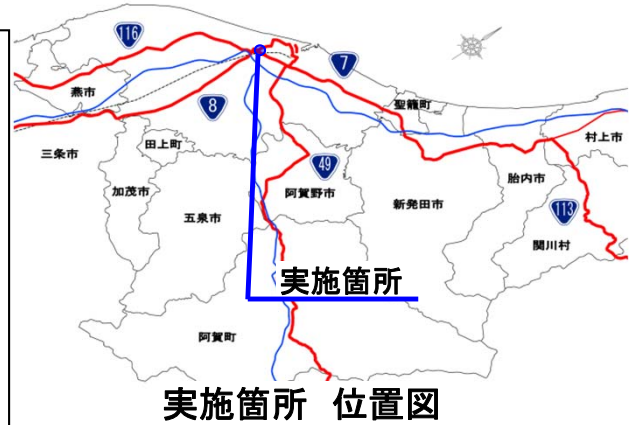 116
7
燕市
8
聖籠町
三条市
田上町
村上市
49
加茂市
阿賀野市
胎内市
五泉市
新発田市
113
関川村
実施箇所
阿賀町
実施箇所 位置図